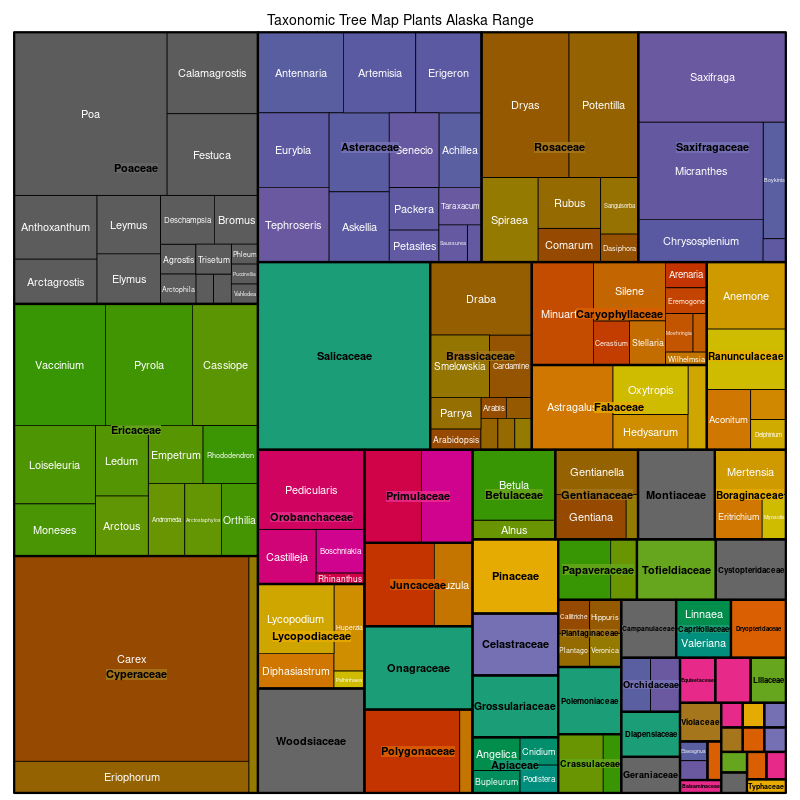 Taxonomic Tree Map Plants Alaska Range
Poa
Calamagrostis
Festuca
Poaceae
Anthoxanthum
Leymus
Deschampsia
Bromus
Arctagrostis
Elymus
Agrostis
Trisetum
Phleum
Puccinellia
Arctophila
Vahlodea
Antennaria
Artemisia
Erigeron
Eurybia
Asteraceae
Senecio
Achillea
Tephroseris
Askellia
Packera
Taraxacum
Petasites
Saussurea
Dryas
Potentilla
Rosaceae
Spiraea
Rubus
Sanguisorba
Comarum
Dasiphora
Saxifraga
Saxifragaceae
Micranthes
Boykinia
Chrysosplenium
Vaccinium
Pyrola
Cassiope
Ericaceae
Loiseleuria
Ledum
Empetrum
Rhododendron
Moneses
Arctous
Andromeda
Arctostaphylos
Orthilia
Salicaceae
Draba
Brassicaceae
Smelowskia
Cardamine
Parrya
Arabis
Arabidopsis
Minuartia
Silene
Arenaria
Eremogone
Caryophyllaceae
Cerastium
Stellaria
Moehringia
Wilhelmsia
Anemone
Ranunculaceae
Aconitum
Delphinium
Astragalus
Oxytropis
Fabaceae
Hedysarum
Carex
Cyperaceae
Eriophorum
Pedicularis
Orobanchaceae
Castilleja
Boschniakia
Rhinanthus
Primulaceae
Betula
Betulaceae
Alnus
Gentianella
Gentianaceae
Gentiana
Montiaceae
Mertensia
Boraginaceae
Eritrichium
Myosotis
Lycopodium
Huperzia
Lycopodiaceae
Diphasiastrum
Juncaceae
Luzula
Pinaceae
Papaveraceae
Tofieldiaceae
Cystopteridaceae
Woodsiaceae
Onagraceae
Polygonaceae
Celastraceae
Grossulariaceae
Angelica
Cnidium
Apiaceae
Bupleurum
Podistera
Callitriche
Hippuris
Plantaginaceae
Plantago
Veronica
Campanulaceae
Linnaea
Caprifoliaceae
Valeriana
Dryopteridaceae
Polemoniaceae
Crassulaceae
Orchidaceae
Diapensiaceae
Geraniaceae
Equisetaceae
Liliaceae
Violaceae
Elaeagnus
Balsaminaceae
Typhaceae